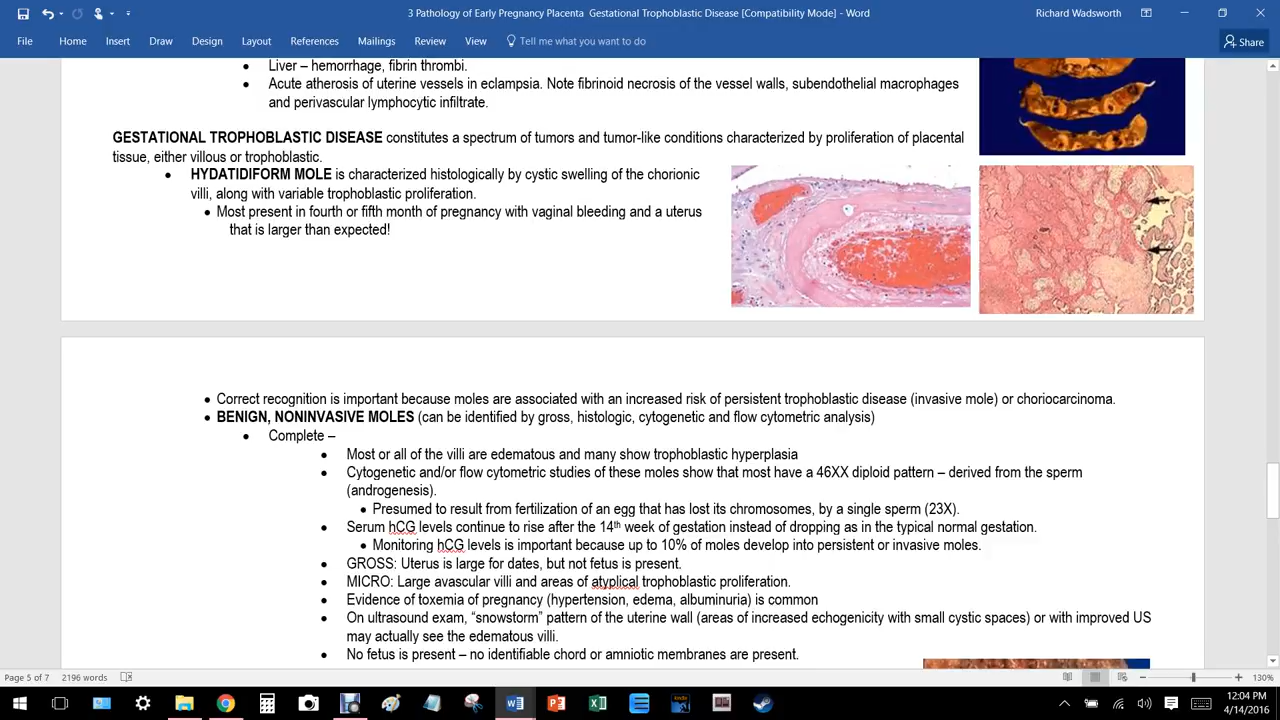 3 Pathology of Early Pregnancy Placenta  Gestational Trophoblastic Disease [Compatibility Mode] - Word
Richard Wadsworth
File Home Insert Draw Design Layout References Mailings Review View Tell me what you want to do
Share
• Liver – hemorrhage, fibrin thrombi.
• Acute atherosis of uterine vessels in eclampsia. Note fibrinoid necrosis of the vessel walls, subendothelial macrophages
and perivascular lymphocytic infiltrate.
GESTATIONAL TROPHOBLASTIC DISEASE constitutes a spectrum of tumors and tumor-like conditions characterized by proliferation of placental
tissue, either villous or trophoblastic.
• HYDATIDIFORM MOLE is characterized histologically by cystic swelling of the chorionic
villi, along with variable trophoblastic proliferation.
• Most present in fourth or fifth month of pregnancy with vaginal bleeding and a uterus
that is larger than expected!
• Correct recognition is important because moles are associated with an increased risk of persistent trophoblastic disease (invasive mole) or choriocarcinoma.
• BENIGN, NONINVASIVE MOLES (can be identified by gross, histologic, cytogenetic and flow cytometric analysis)
• Complete –
• Most or all of the villi are edematous and many show trophoblastic hyperplasia
• Cytogenetic and/or flow cytometric studies of these moles show that most have a 46XX diploid pattern – derived from the sperm
(androgenesis).
• Presumed to result from fertilization of an egg that has lost its chromosomes, by a single sperm (23X).
• Serum hCG levels continue to rise after the 14th week of gestation instead of dropping as in the typical normal gestation.
• Monitoring hCG levels is important because up to 10% of moles develop into persistent or invasive moles.
• GROSS: Uterus is large for dates, but not fetus is present.
• MICRO: Large avascular villi and areas of atyplical trophoblastic proliferation.
• Evidence of toxemia of pregnancy (hypertension, edema, albuminuria) is common
• On ultrasound exam, “snowstorm” pattern of the uterine wall (areas of increased echogenicity with small cystic spaces) or with improved US
may actually see the edematous villi.
• No fetus is present – no identifiable chord or amniotic membranes are present.
Page 5 of 7 2196 words
130%
12:04 PM
4/14/2016